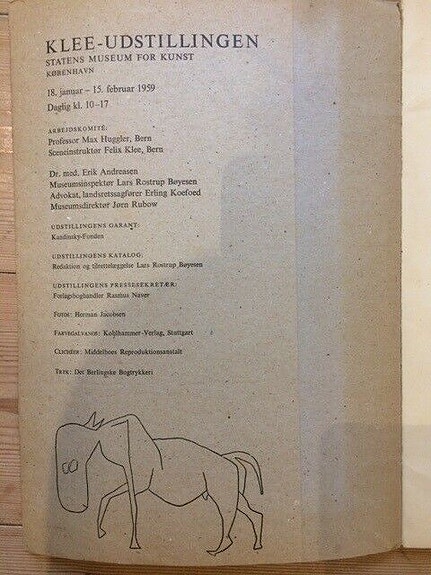 KLEE-UDSTILLINGEN
STATENS MUSEUM FOR KUNST
KØBENHAVN
18. januar – 15. februar 1959
Daglig kl. 10–17
ARBEJDSKOMITÉ:
Professor Max Huggler, Bern
Sceneinstruktør Felix Klee, Bern
Dr. med. Erik Andreasen
Museumsinspektør Lars Rostrup Bøyesen
Advokat, landsretssagfører Erling Koefoed
Museumsdirektør Jørn Rubow
UDSTILLINGENS GARANT:
Kandinsky-Fonden
UDSTILLINGENS KATALOG:
Redaktion og tilrettelæggelse Lars Rostrup Bøyesen
UDSTILLINGENS PRESSESEKRETÆR:
Forlagsboghandler Rasmus Naver
FOTOS: Herman Jacobsen
FARVEGALVANOS: Kohlhammer-Verlag, Stuttgart
CLICHEER: Middelboes Reproduktionsanstalt
TRYK: Det Berlingske Bogtrykkeri